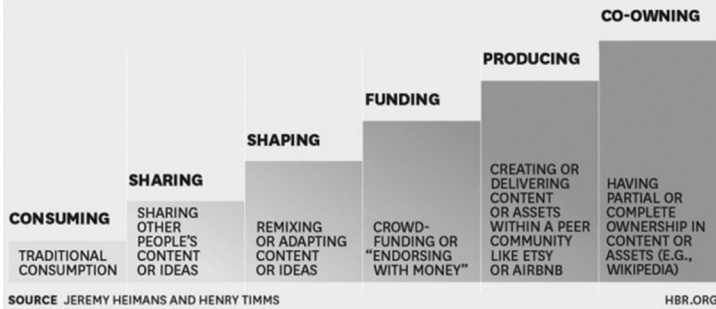 CONSUMING
TRADITIONAL
CONSUMPTION
SHARING
SHARING
OTHER
PEOPLE'S
CONTENT
OR IDEAS
SHAPING
REMIXING
OR ADAPTING
CONTENT
OR IDEAS
FUNDING
CROWD-
FUNDING OR
“ENDORSING
WITH MONEY”
PRODUCING
CREATING OR
DELIVERING
CONTENT
OR ASSETS
WITHIN A PEER
COMMUNITY
LIKE ETSY
OR AIRBNB
CO-OWNING
HAVING
PARTIAL OR
COMPLETE
OWNERSHIP IN
CONTENT OR
ASSETS (E.G.,
WIKIPEDIA)
SOURCE JEREMY HEIMANS AND HENRY TIMMS
HBR.ORG